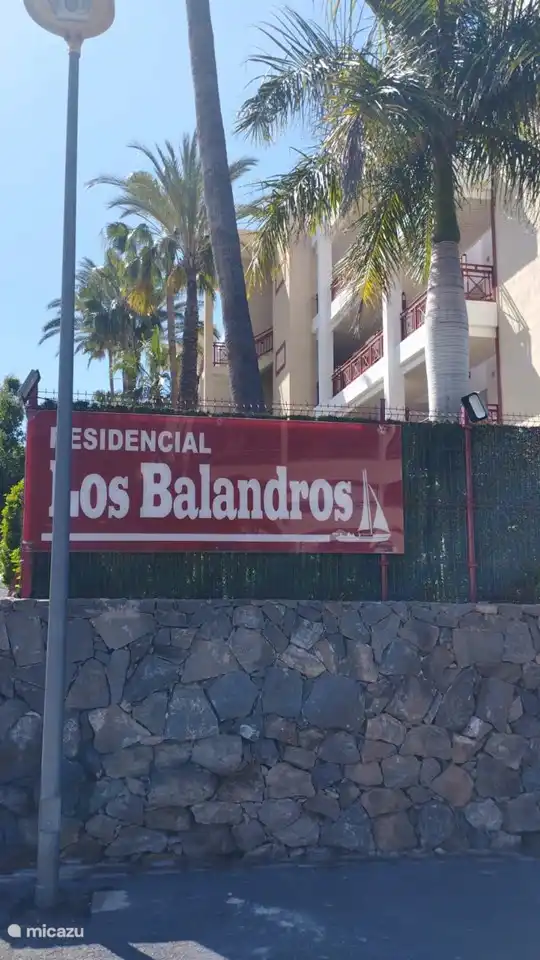 RESIDENCIAL
Los Balandros
micazu